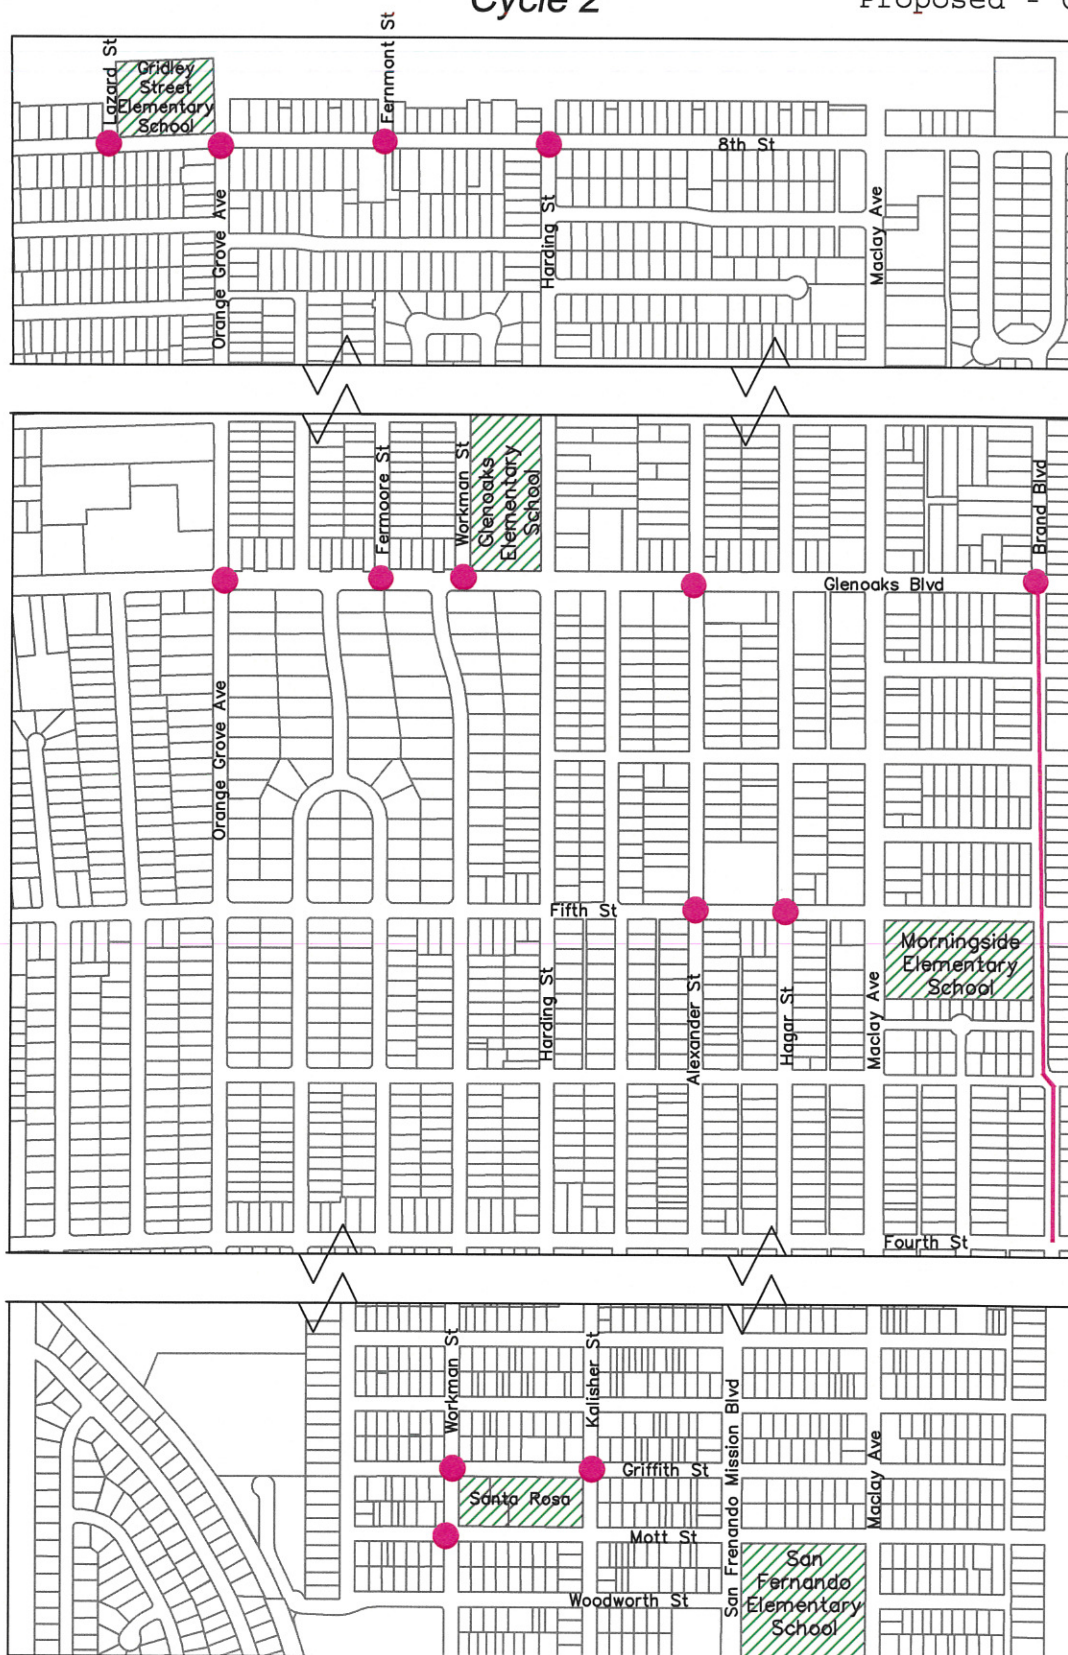 Cycle 2
Proposed -
Lazard St
Gridley
Street
Elementary
School
Fernmont St
8th St
Orange Grove Ave
Harding St
Maclay Ave
Fermoore St
Workman St
Glenoaks
Elementary
School
Brand Blvd
Glenoaks Blvd
Orange Grove Ave
Fifth St
Harding St
Alexander St
Hagar St
Maclay Ave
Morningside
Elementary
School
Fourth St
Workman St
Kalisher St
San Frenando Mission Blvd
Maclay Ave
Griffith St
Santa Rosa
Mott St
San
Fernando
Elementary
School
Woodworth St